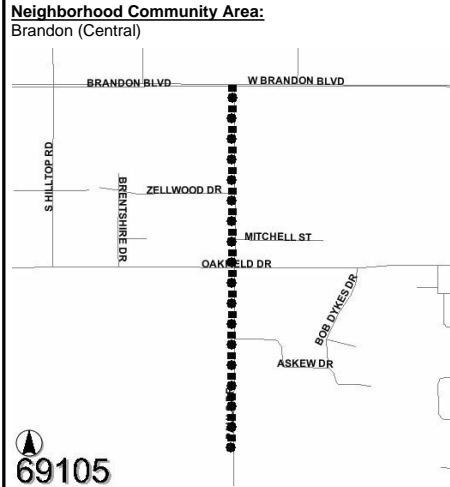 Neighborhood Community Area:
Brandon (Central)
BRANDON BLVD
W BRANDON BLVD
S HILLTOP RD
BRENTSHIRE DR
ZELLWOOD DR
MITCHELL ST
OAKFIELD DR
BOB DYKES DR
ASKEW DR
69105